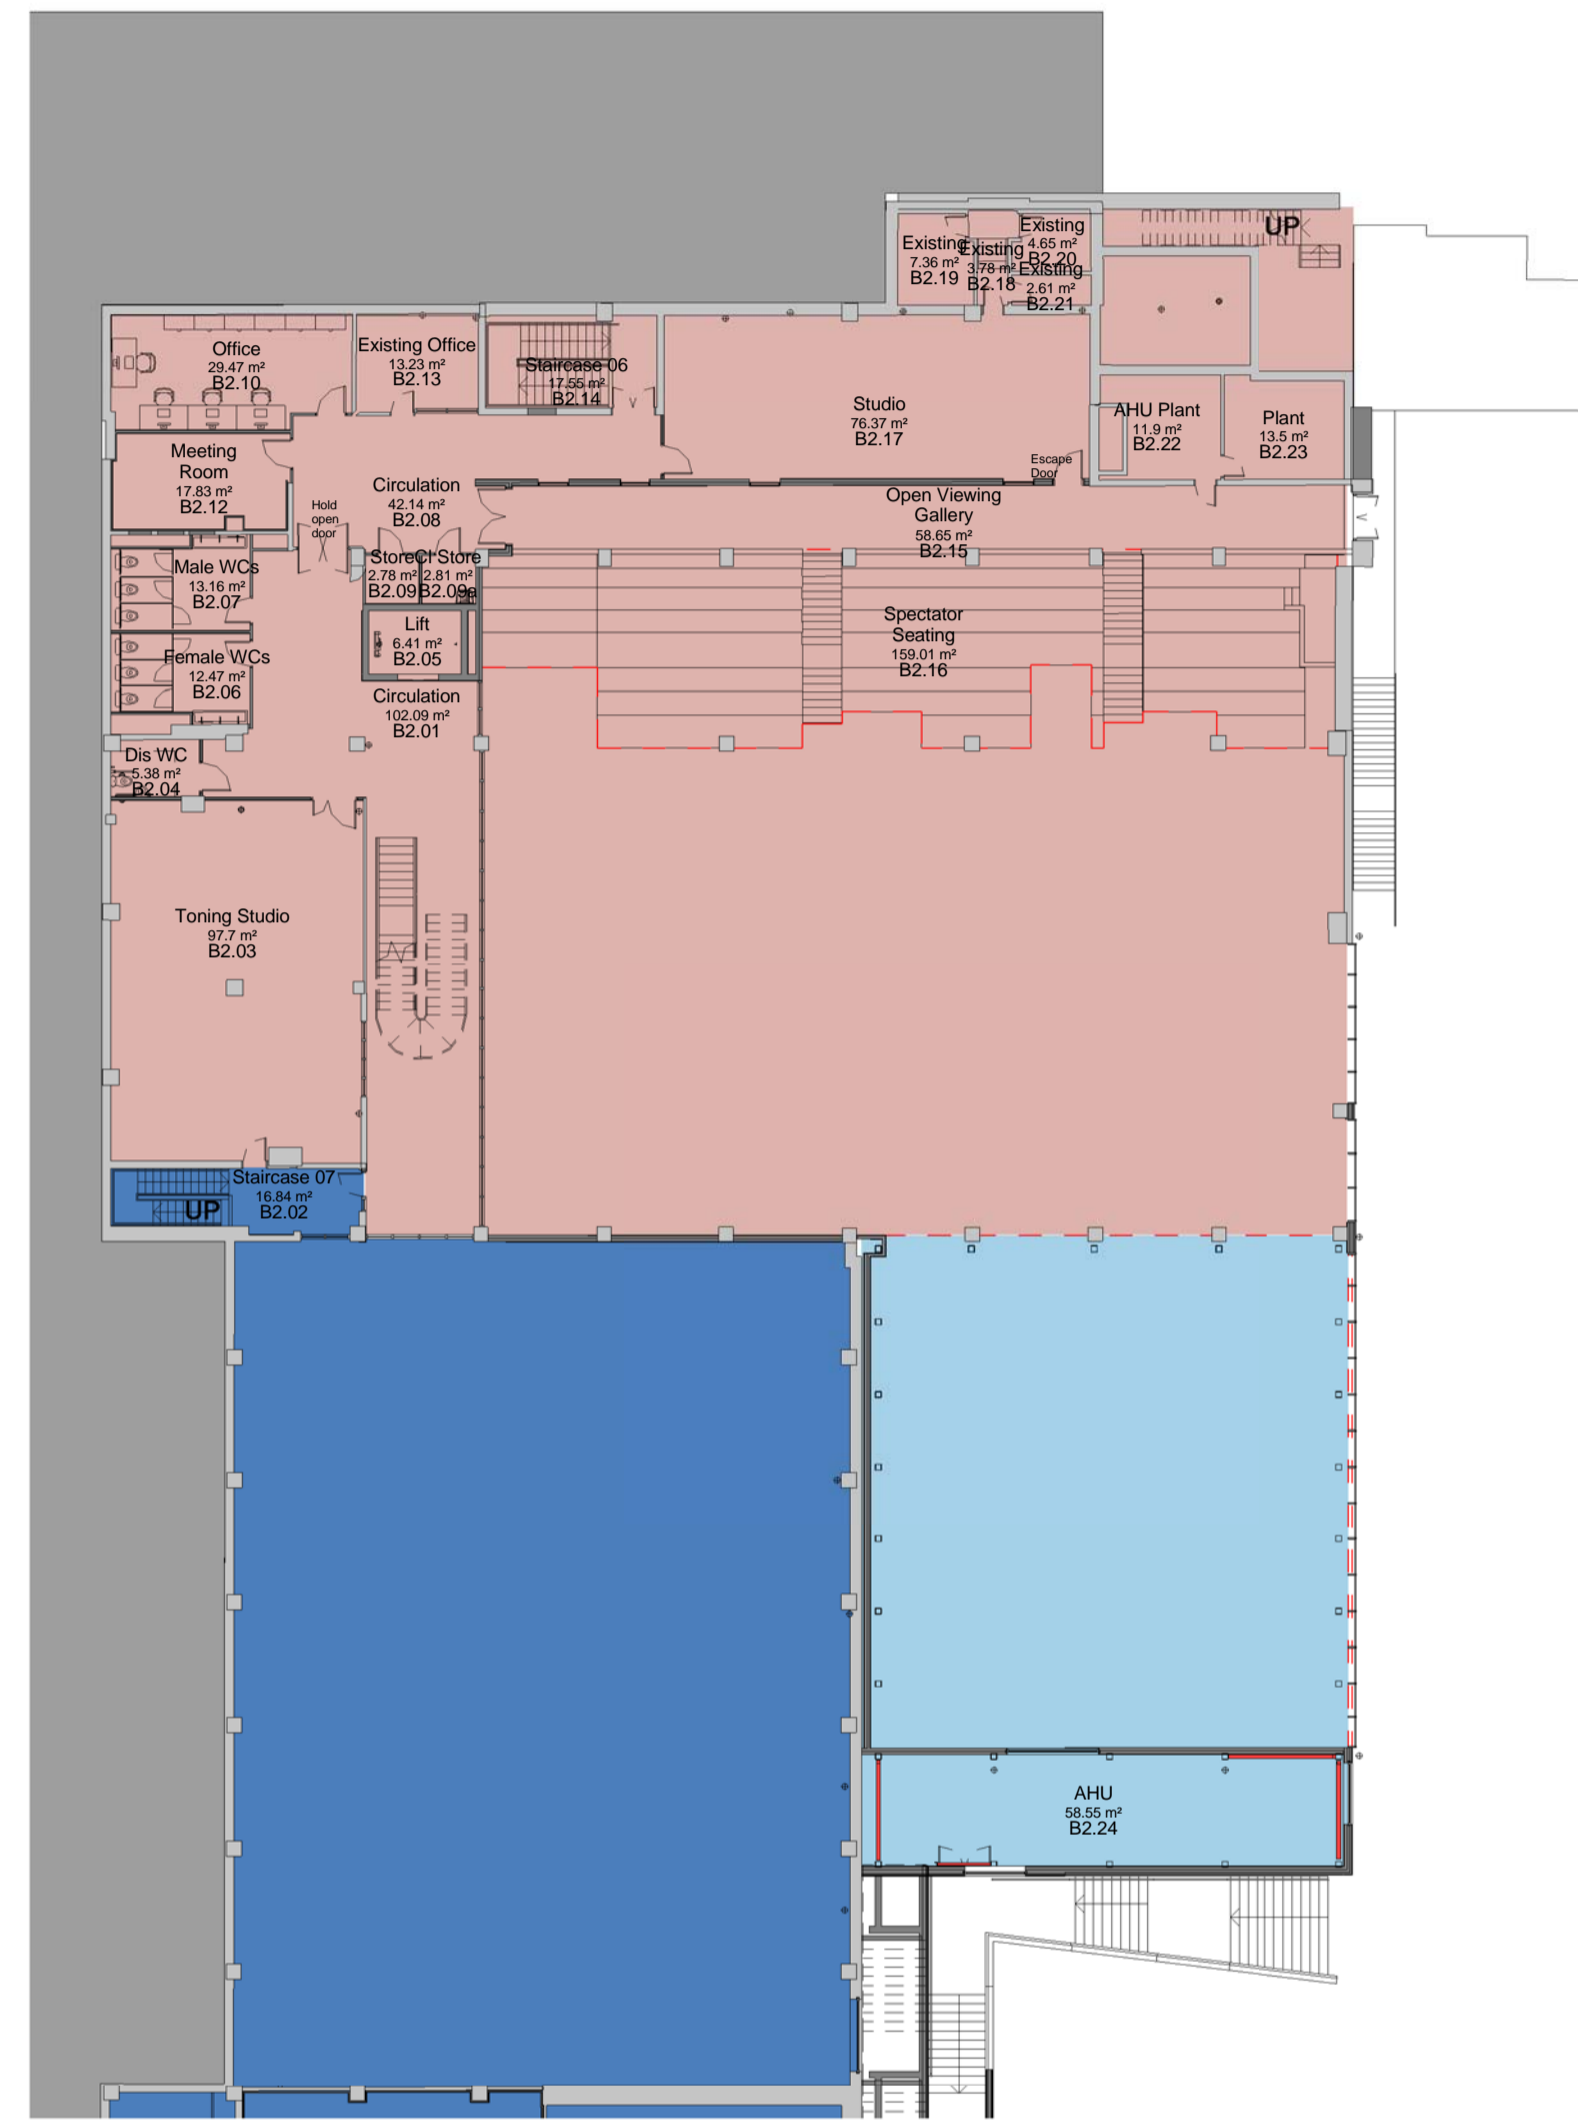 UP
Existing
7.36 m²
B2.19
Existing
3.78 m²
B2.18
Existing
4.65 m²
B2.20
Existing
2.61 m²
B2.21
Office
29.47 m²
B2.10
Existing Office
13.23 m²
B2.13
Staircase 06
17.55 m²
B2.14
Studio
76.37 m²
B2.17
AHU Plant
11.9 m²
B2.22
Plant
13.5 m²
B2.23
Meeting
Room
17.83 m²
B2.12
Hold
open
door
Circulation
42.14 m²
B2.08
Escape
Door
Open Viewing
Gallery
58.65 m²
B2.15
Male WCs
13.16 m²
B2.07
Store
2.78 m²
B2.09
Cl Store
2.81 m²
B2.09a
Lift
6.41 m²
B2.05
Spectator
Seating
159.01 m²
B2.16
Female WCs
12.47 m²
B2.06
Circulation
102.09 m²
B2.01
Dis WC
5.38 m²
B2.04
Toning Studio
97.7 m²
B2.03
Staircase 07
16.84 m²
B2.02
UP
AHU
58.55 m²
B2.24